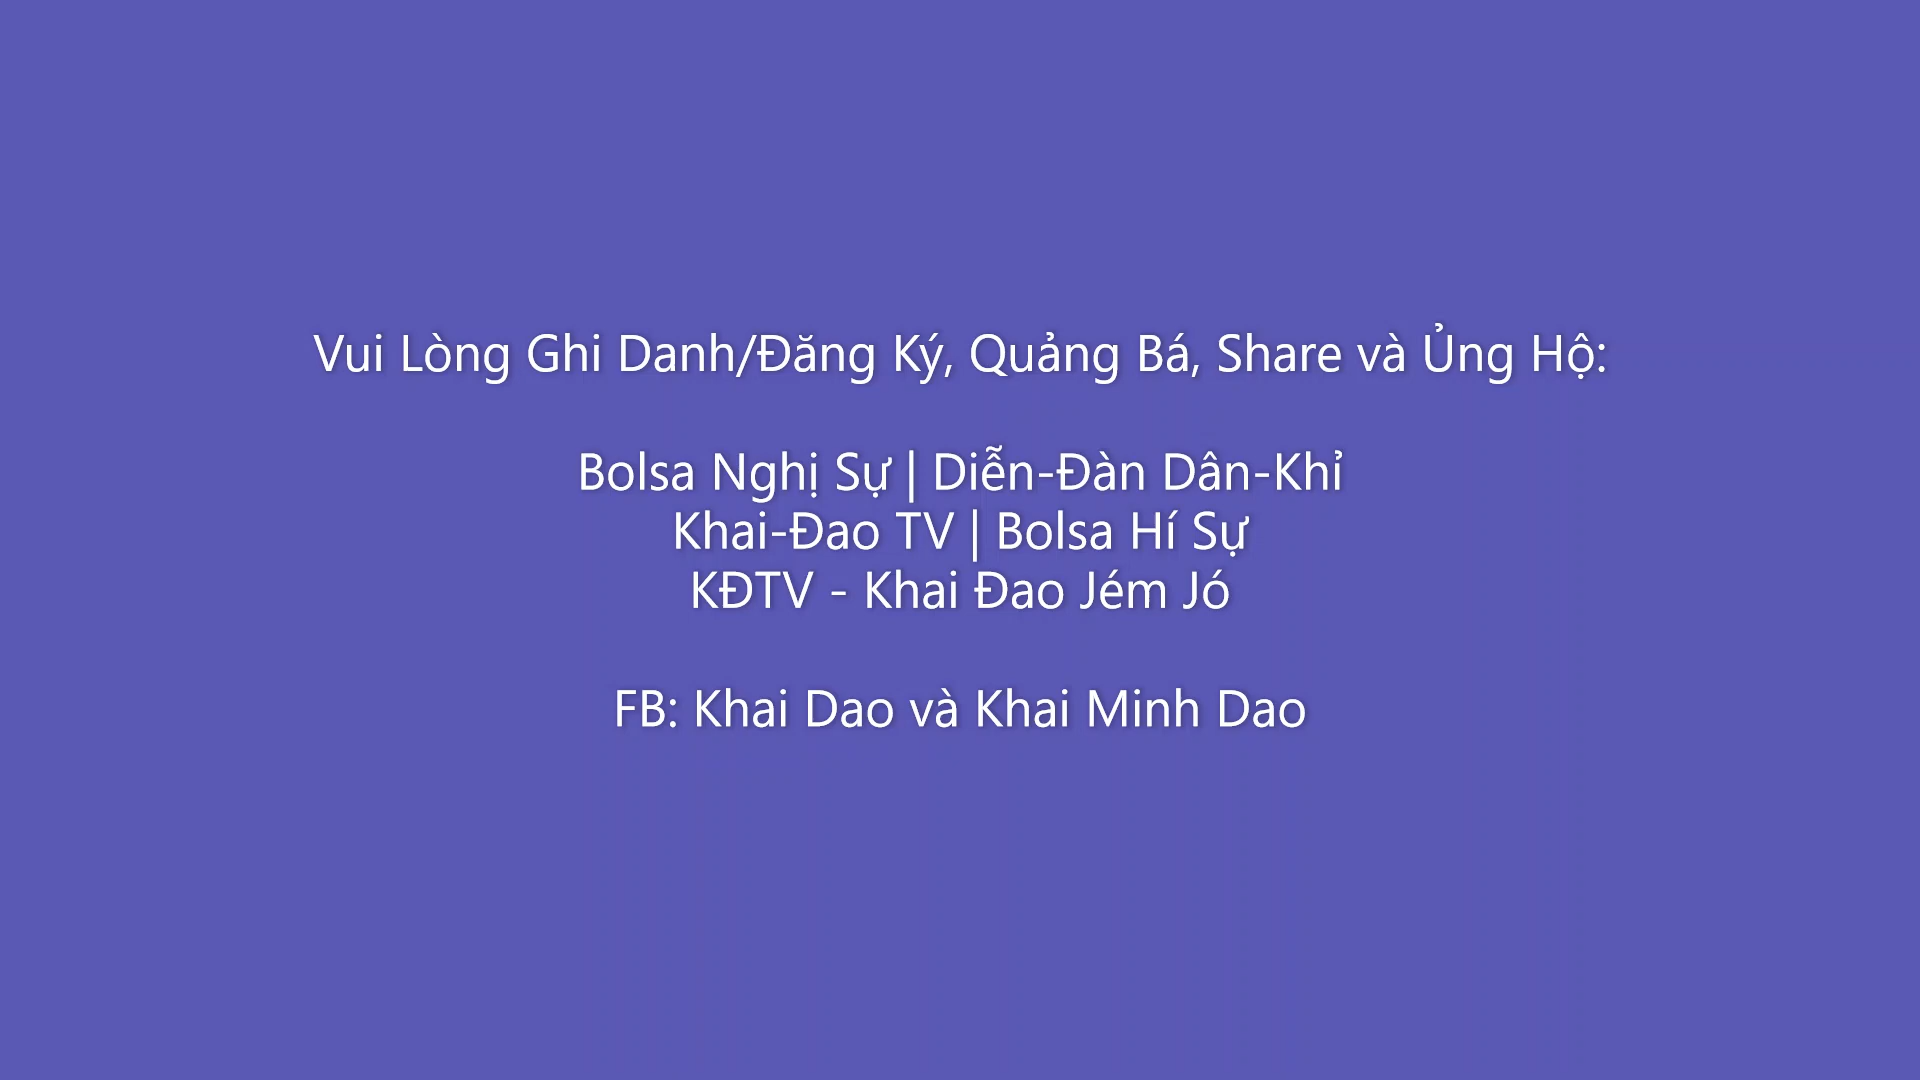 Vui Lòng Ghi Danh/Đăng Ký, Quảng Bá, Share và Ủng Hộ:
Bolsa Nghị Sự | Diễn-Đàn Dân-Khỉ
Khai-Đao TV | Bolsa Hí Sự
KĐTV - Khai Đao Jém Jó
FB: Khai Dao và Khai Minh Dao